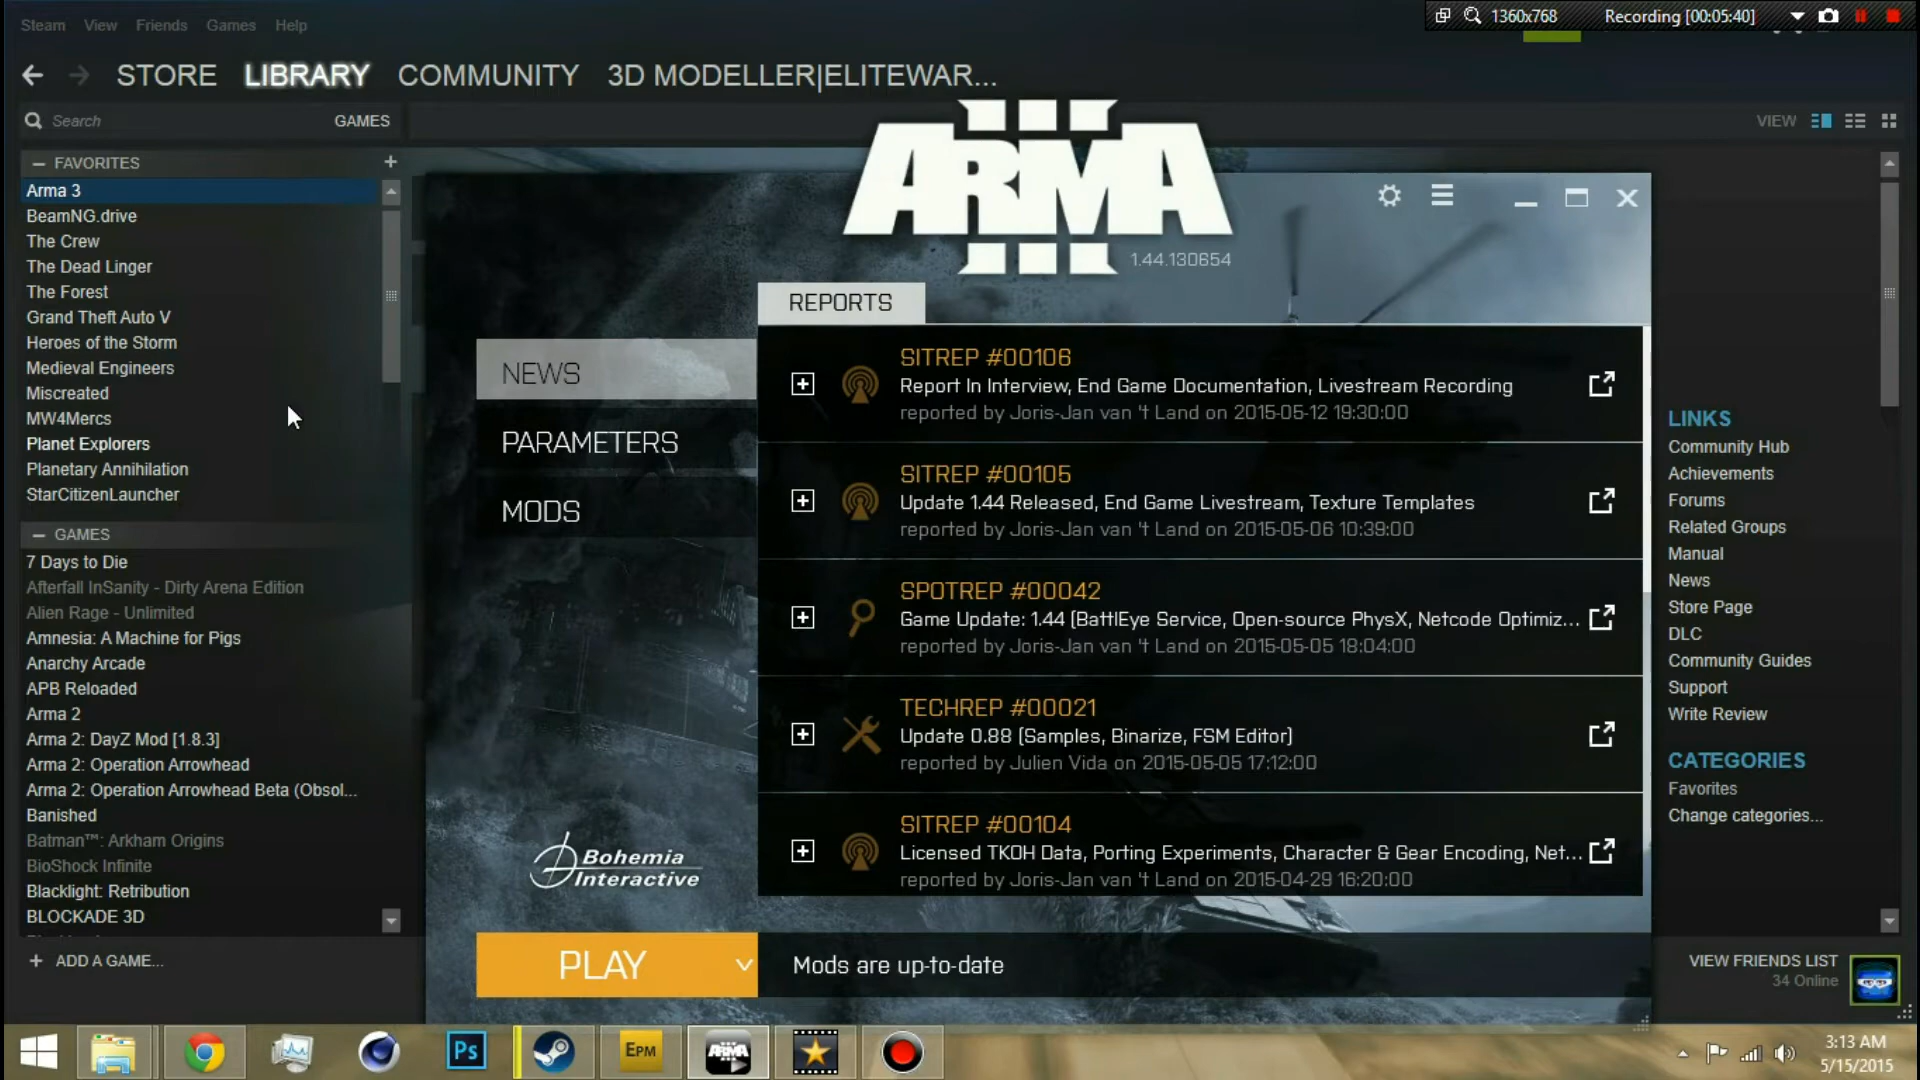 Steam View Friends Games Help
1360x768 Recording [00:05:40]
STORE LIBRARY COMMUNITY 3D MODELLER|ELITEWAR...
Search GAMES
VIEW
FAVORITES
Arma 3
BeamNG.drive
The Crew
The Dead Linger
The Forest
Grand Theft Auto V
Heroes of the Storm
Medieval Engineers
Miscreated
MW4Mercs
Planet Explorers
Planetary Annihilation
StarCitizenLauncher
GAMES
7 Days to Die
Afterfall InSanity - Dirty Arena Edition
Alien Rage - Unlimited
Amnesia: A Machine for Pigs
Anarchy Arcade
APB Reloaded
Arma 2
Arma 2: DayZ Mod [1.8.3]
Arma 2: Operation Arrowhead
Arma 2: Operation Arrowhead Beta (Obsol...
Banished
Batman™: Arkham Origins
BioShock Infinite
Blacklight: Retribution
BLOCKADE 3D
ADD A GAME...
III
ARMA
1.44.130654
NEWS
PARAMETERS
MODS
REPORTS
SITREP #00106
Report In Interview, End Game Documentation, Livestream Recording
reported by Joris-Jan van 't Land on 2015-05-12 19:30:00
SITREP #00105
Update 1.44 Released, End Game Livestream, Texture Templates
reported by Joris-Jan van 't Land on 2015-05-06 10:39:00
SPOTREP #00042
Game Update: 1.44 (BattlEye Service, Open-source PhysX, Netcode Optimiz...
reported by Joris-Jan van 't Land on 2015-05-05 18:04:00
TECHREP #00021
Update 0.88 (Samples, Binarize, FSM Editor)
reported by Julien Vida on 2015-05-05 17:12:00
SITREP #00104
Licensed TKOH Data, Porting Experiments, Character & Gear Encoding, Net...
reported by Joris-Jan van 't Land on 2015-04-29 16:20:00
Bohemia
Interactive
PLAY
Mods are up-to-date
LINKS
Community Hub
Achievements
Forums
Related Groups
Manual
News
Store Page
DLC
Community Guides
Support
Write Review
CATEGORIES
Favorites
Change categories...
VIEW FRIENDS LIST
34 Online
Ps
EPM
ARMA
3:13 AM
5/15/2015